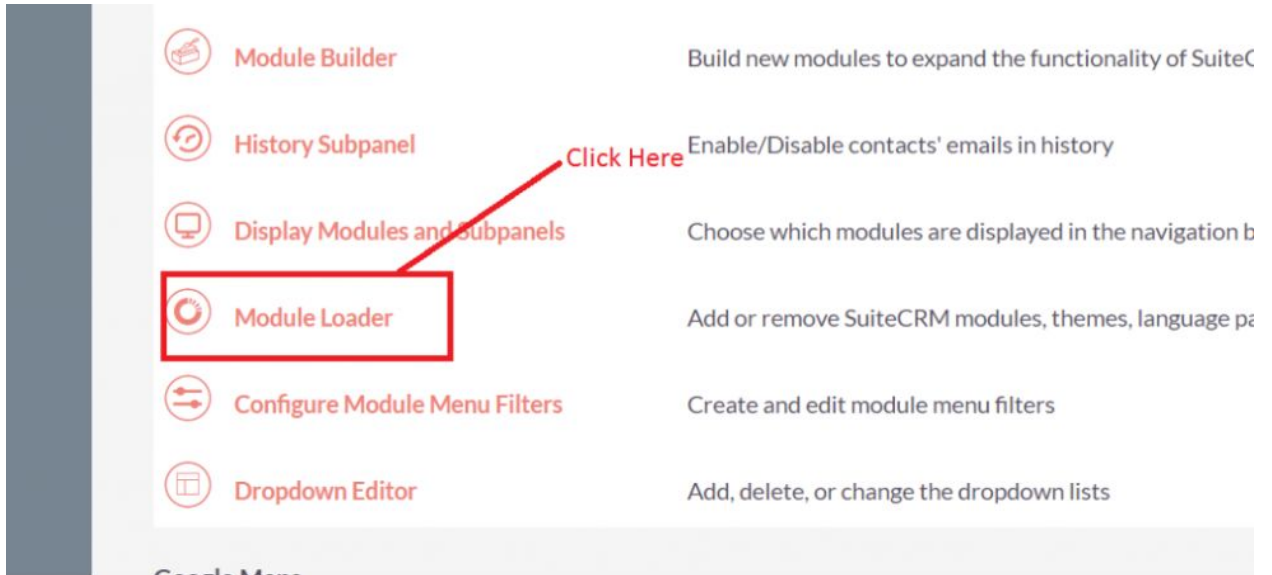 Module Builder
Build new modules to expand the functionality of
History Subpanel
Enable/Disable contacts' emails in history
Click Here
Display Modules and Subpanels
Choose which modules are displayed in the navigation
Module Loader
Add or remove SuiteCRM modules, themes, language
Configure Module Menu Filters
Create and edit module menu filters
Dropdown Editor
Add, delete, or change the dropdown lists
Google Maps